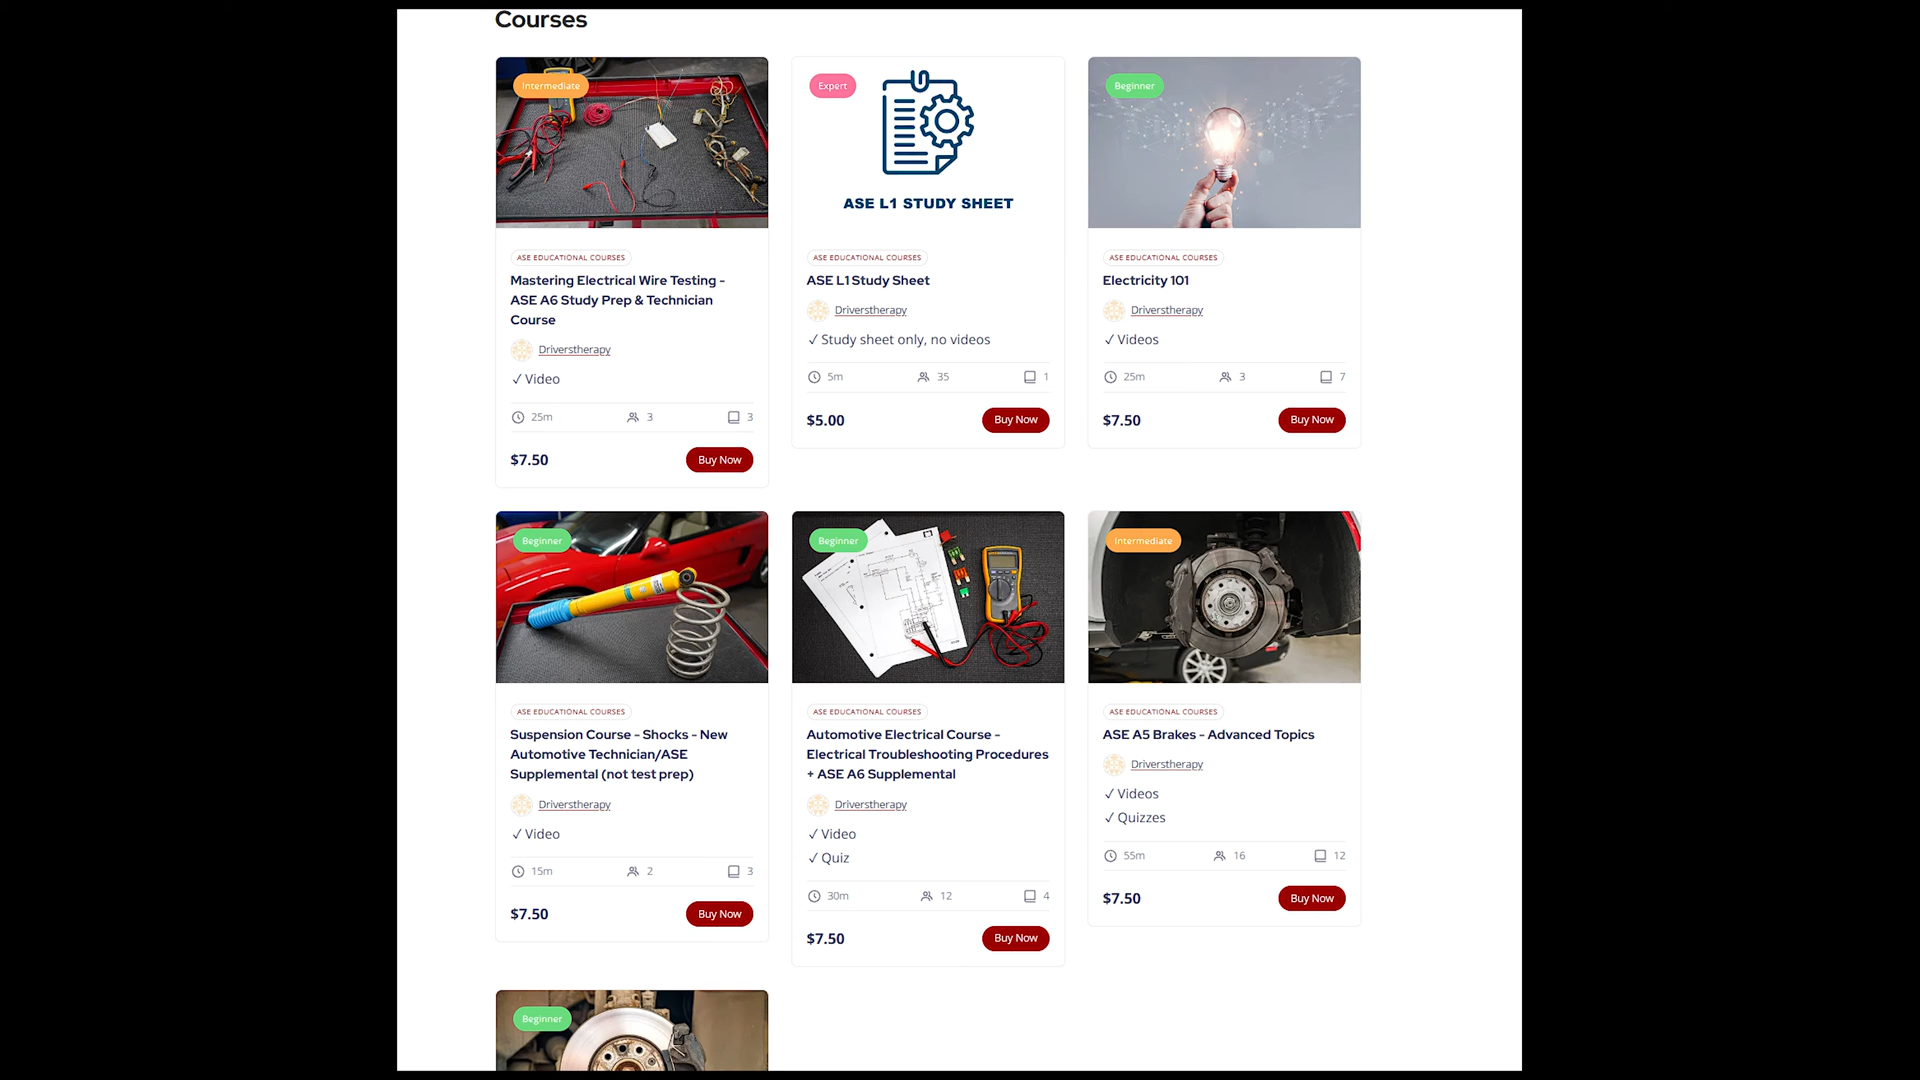 Courses
Intermediate
ASE EDUCATIONAL COURSES
Mastering Electrical Wire Testing -
ASE A6 Study Prep & Technician
Course
Driverstherapy
✓ Video
25m 3 3
$7.50 Buy Now
Expert
ASE L1 STUDY SHEET
ASE EDUCATIONAL COURSES
ASE L1 Study Sheet
Driverstherapy
✓ Study sheet only, no videos
5m 35 1
$5.00 Buy Now
Beginner
ASE EDUCATIONAL COURSES
Electricity 101
Driverstherapy
✓ Videos
25m 3 7
$7.50 Buy Now
Beginner
ASE EDUCATIONAL COURSES
Suspension Course - Shocks - New
Automotive Technician/ASE
Supplemental (not test prep)
Driverstherapy
✓ Video
15m 2 3
$7.50 Buy Now
Beginner
ASE EDUCATIONAL COURSES
Automotive Electrical Course -
Electrical Troubleshooting Procedures
+ ASE A6 Supplemental
Driverstherapy
✓ Video
✓ Quiz
30m 12 4
$7.50 Buy Now
Intermediate
ASE EDUCATIONAL COURSES
ASE A5 Brakes - Advanced Topics
Driverstherapy
✓ Videos
✓ Quizzes
55m 16 12
$7.50 Buy Now
Beginner